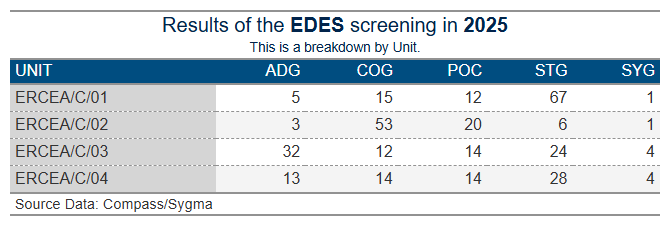 Results of the EDES screening in 2025
This is a breakdown by Unit.
UNIT ADG COG POC STG SYG
ERCEA/C/01 5 15 12 67 1
ERCEA/C/02 3 53 20 6 1
ERCEA/C/03 32 12 14 24 4
ERCEA/C/04 13 14 14 28 4
Source Data: Compass/Sygma